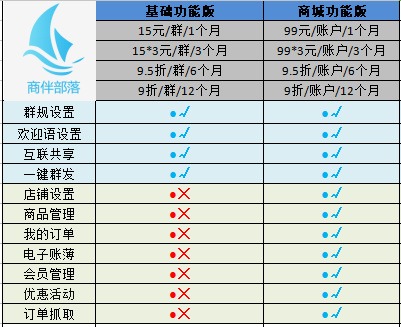 商伴部落
基础功能版 商城功能版
15元/群/1个月 99元/账户/1个月
15*3元/群/3个月 99*3元/账户/3个月
9.5折/群/6个月 9.5折/账户/6个月
9折/群/12个月 9折/账户/12个月
群规设置 ●√ ●√
欢迎语设置 ●√ ●√
互联共享 ●√ ●√
一键群发 ●√ ●√
店铺设置 ●× ●√
商品管理 ●× ●√
我的订单 ●× ●√
电子账薄 ●× ●√
会员管理 ●× ●√
优惠活动 ●× ●√
订单抓取 ●× ●√